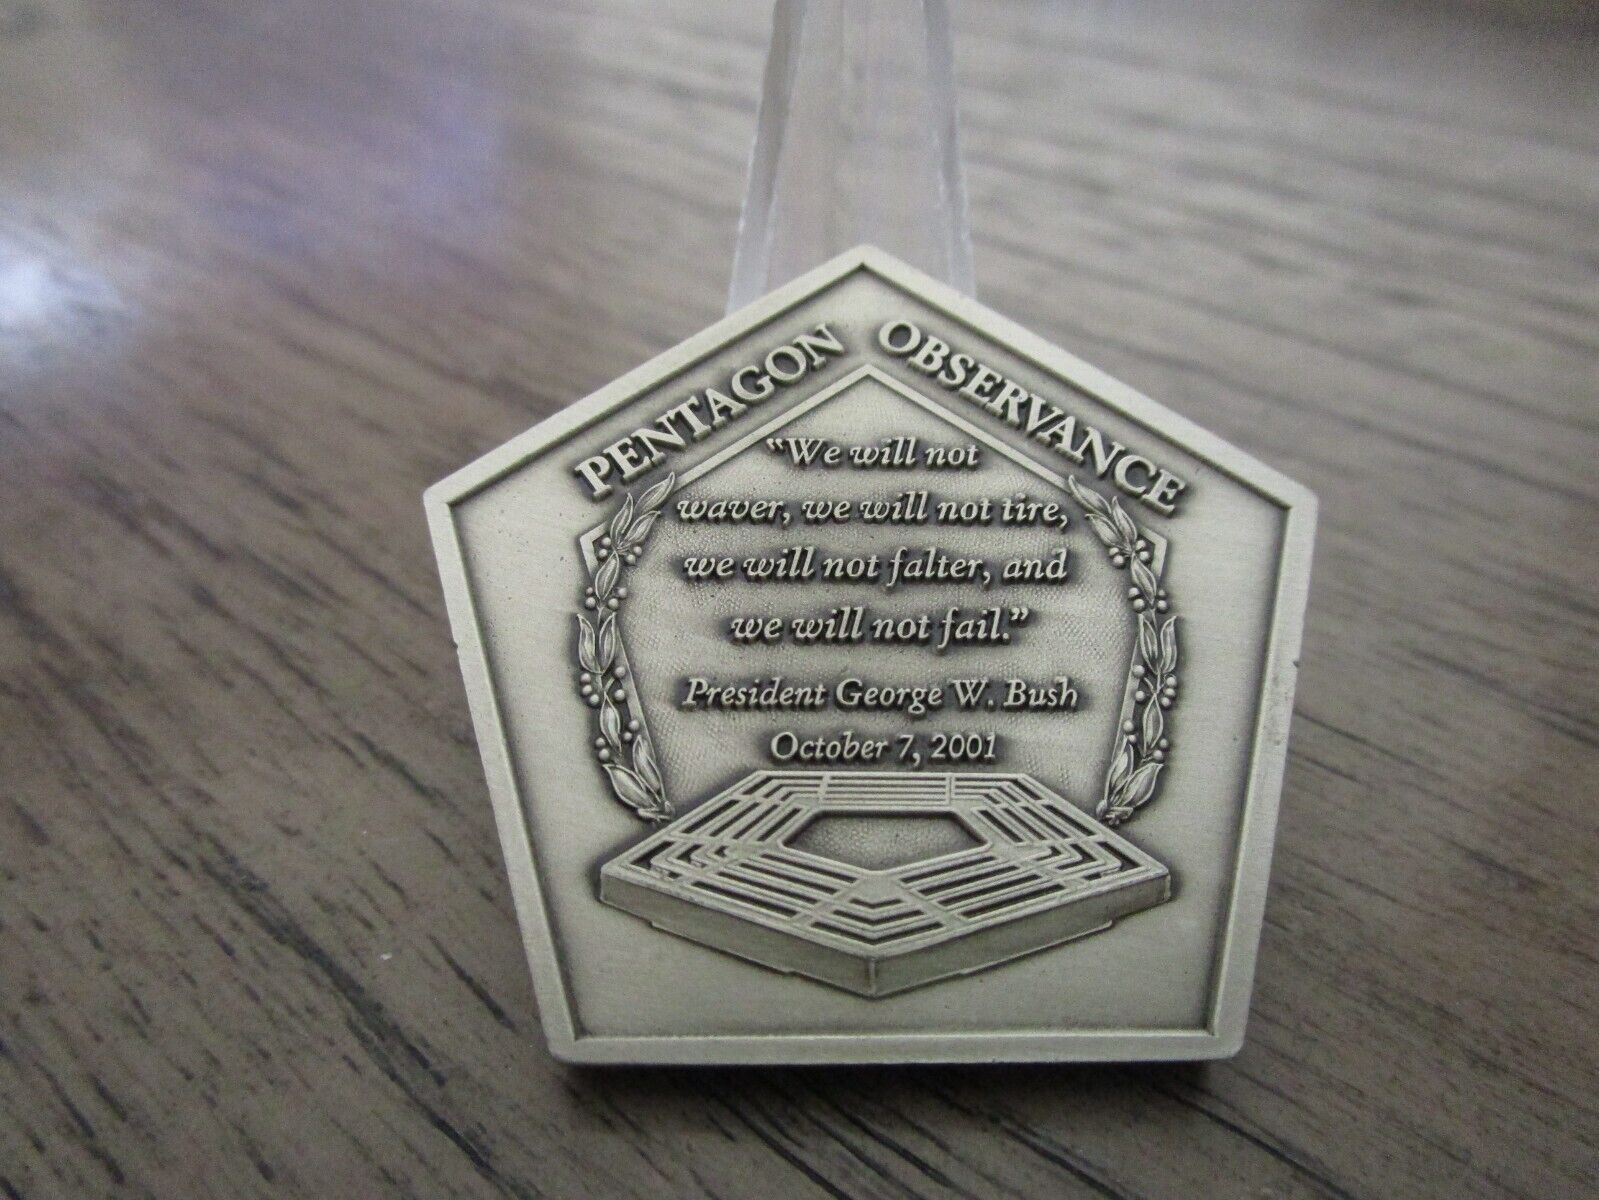 PENTAGON OBSERVANCE
“We will not
waver, we will not tire,
we will not falter, and
we will not fail.”
President George W. Bush
October 7, 2001